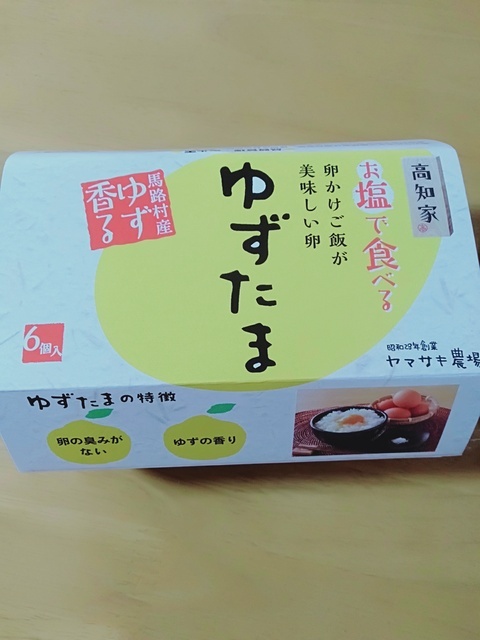 高知家
お塩で食べる
卵かけご飯が
美味しい卵
ゆずたま
馬路村産
ゆず
香る
6個入
昭和28年創業
ヤマサキ農場
ゆずたまの特徴
卵の臭みが
ない
ゆずの香り